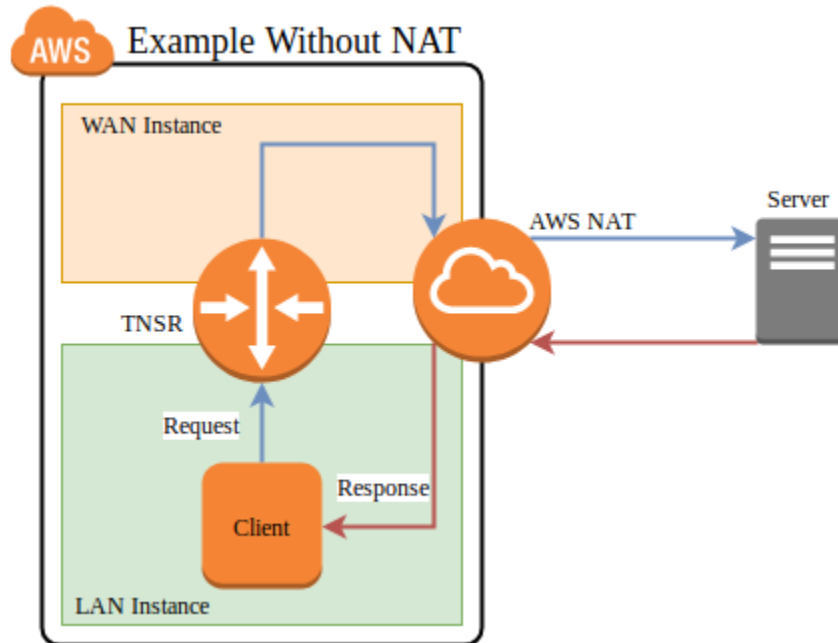 AWS
Example Without NAT
WAN Instance
AWS NAT
Server
TNSR
Request
Response
Client
LAN Instance